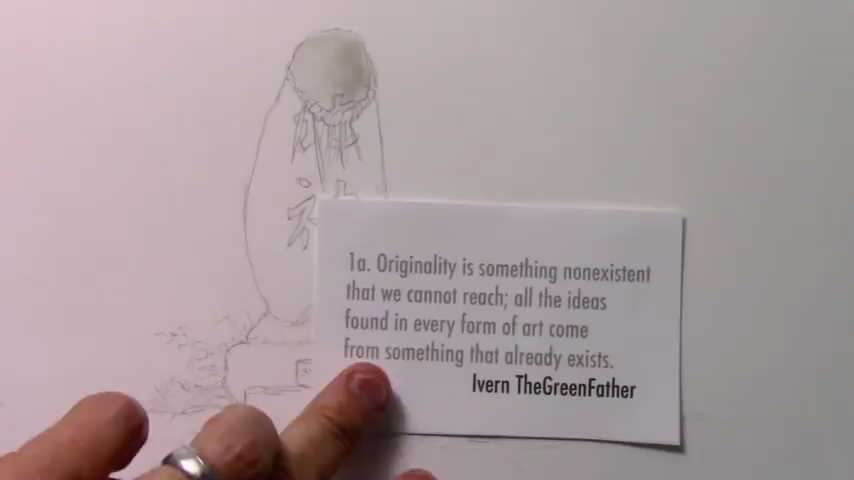 1a. Originality is something nonexistent
that we cannot reach; all the ideas
found in every form of art come
from something that already exists.
Ivern TheGreenFather